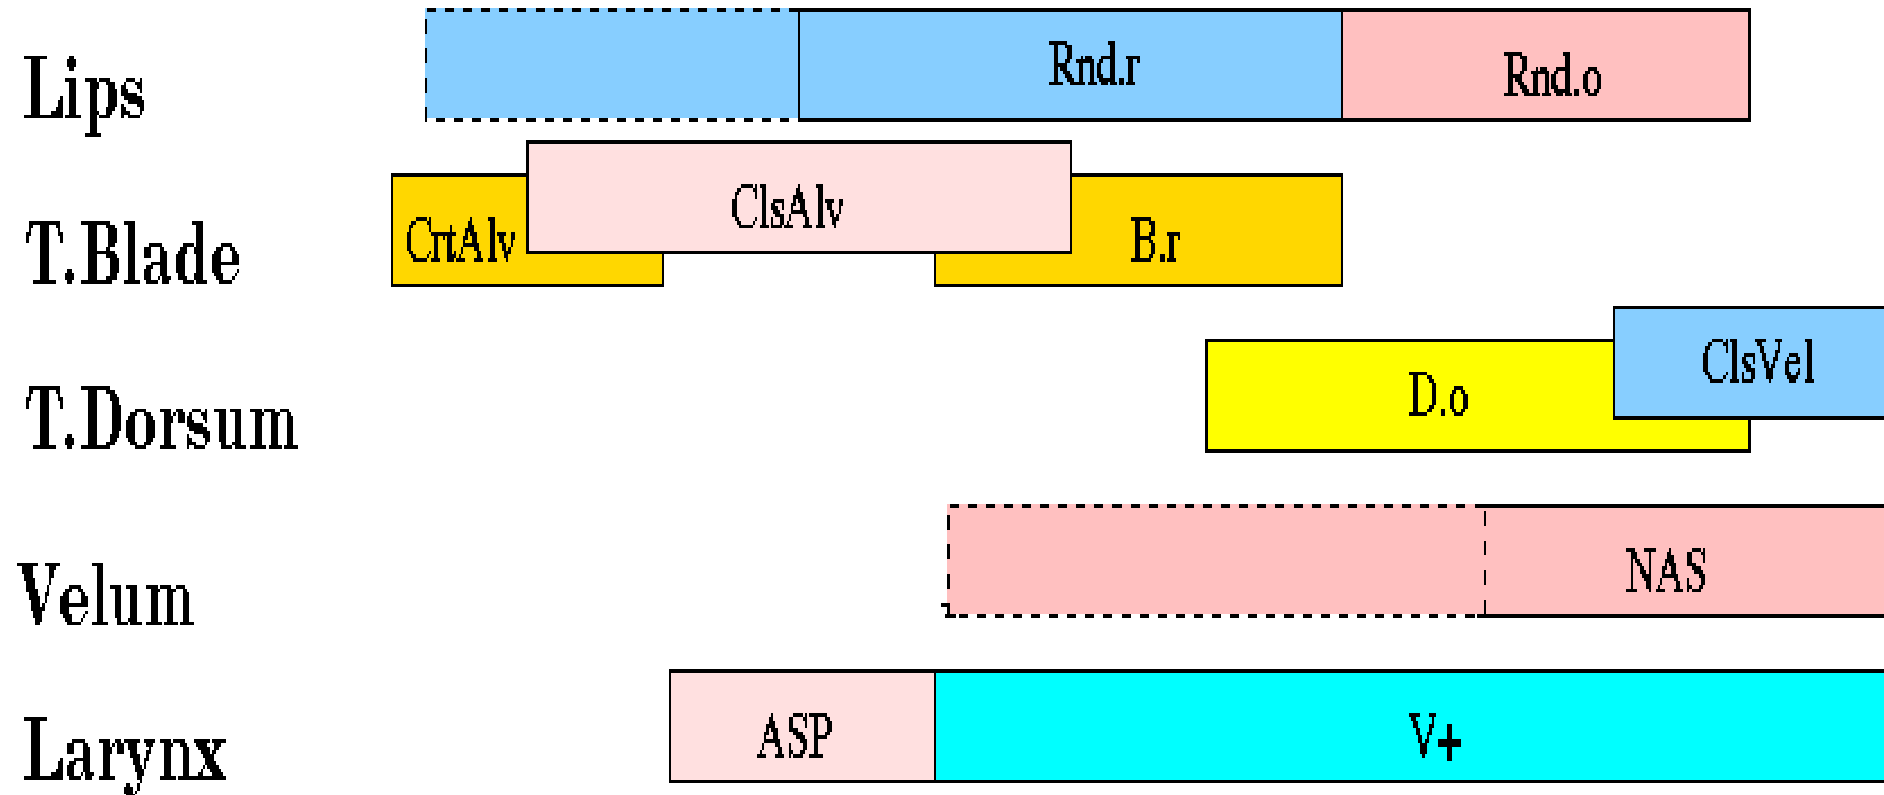 Lips Rnd.r Rnd.o
T.Blade CrtAlv ClsAlv B.r
T.Dorsum D.o ClsVel
Velum NAS
Larynx ASP V+